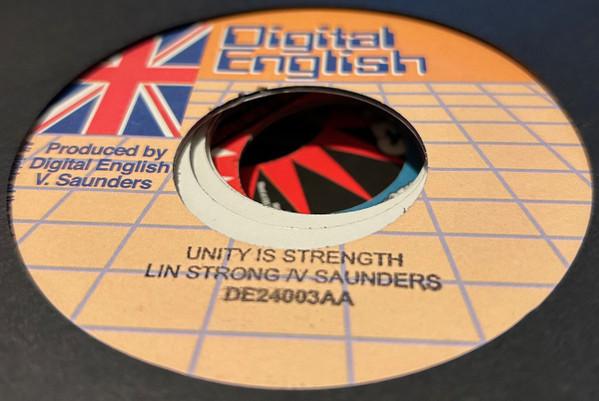 Digital
English
Produced by
Digital English
V. Saunders
UNITY IS STRENGTH
LIN STRONG /V SAUNDERS
DE24003AA